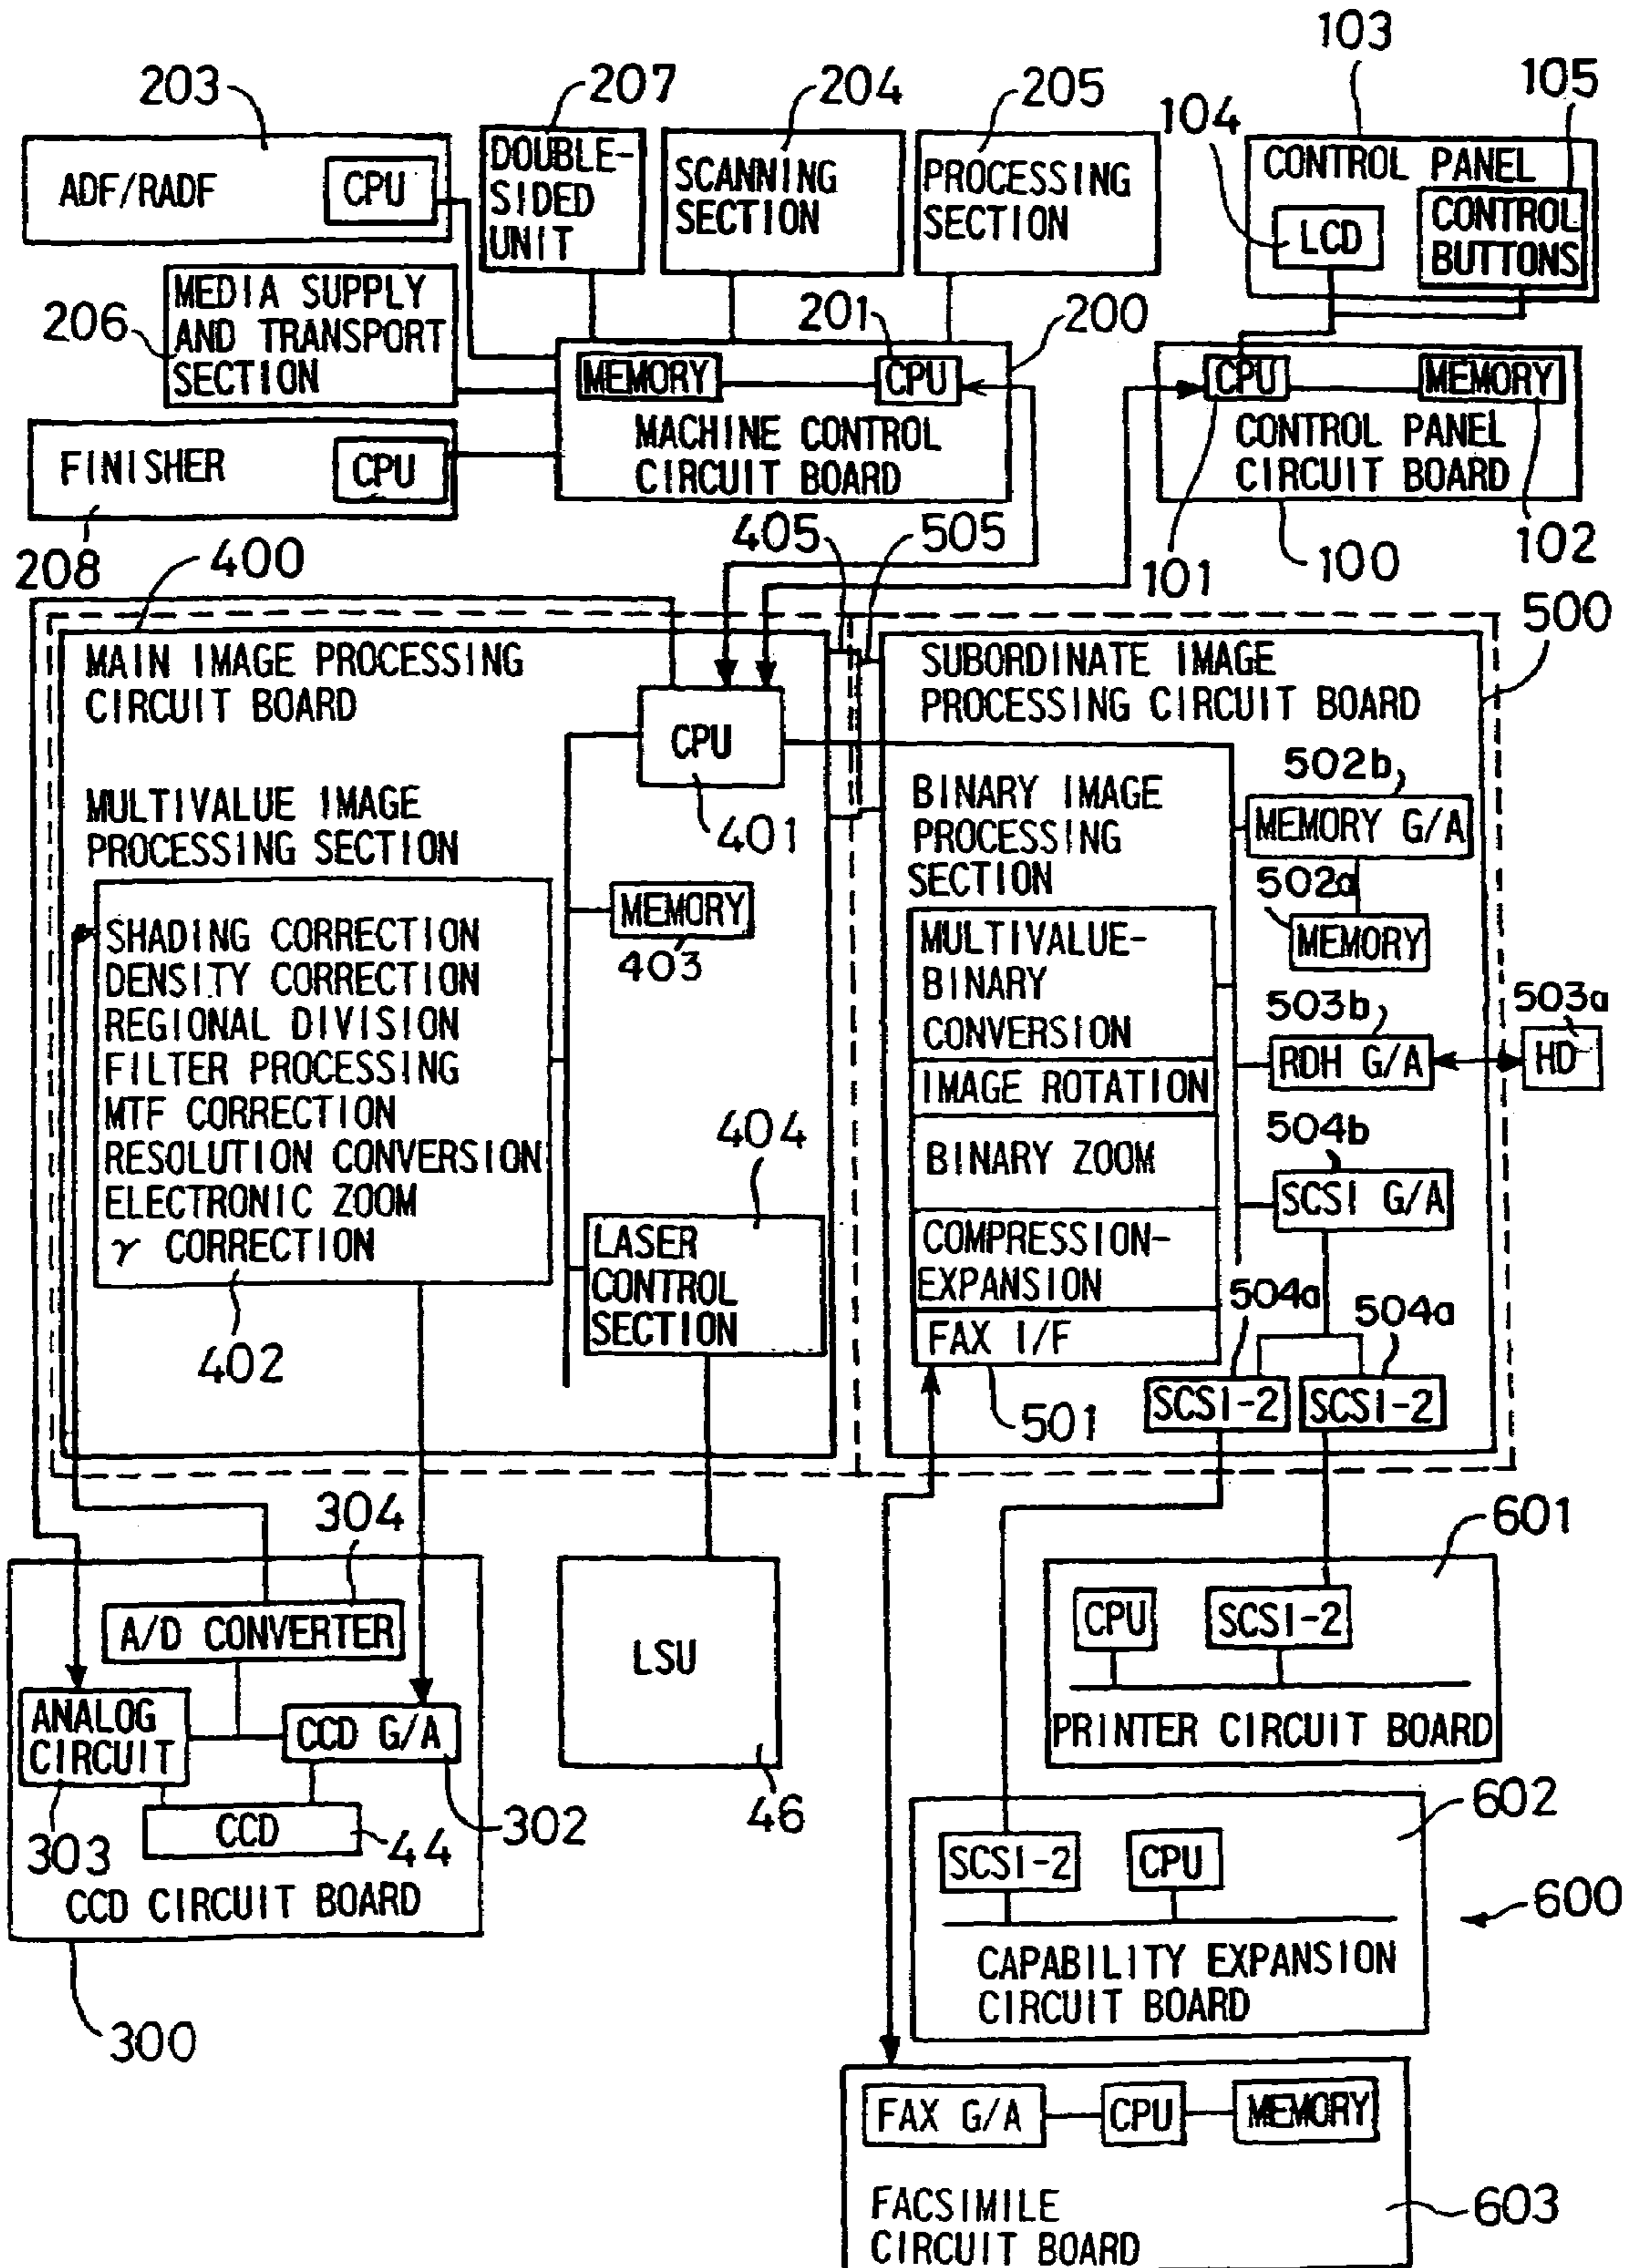 103
203
207
204
205
104
105
ADF/RADF
CPU
DOUBLE-
SIDED
UNIT
SCANNING
SECTION
PROCESSING
SECTION
CONTROL PANEL
LCD
CONTROL
BUTTONS
206
MEDIA SUPPLY
AND TRANSPORT
SECTION
201
200
MEMORY
CPU
MACHINE CONTROL
CIRCUIT BOARD
CPU
MEMORY
CONTROL PANEL
CIRCUIT BOARD
FINISHER
CPU
208
400
405
505
101
100
102
500
MAIN IMAGE PROCESSING
CIRCUIT BOARD
CPU
401
MULTIVALUE IMAGE
PROCESSING SECTION
SHADING CORRECTION
DENSITY CORRECTION
REGIONAL DIVISION
FILTER PROCESSING
MTF CORRECTION
RESOLUTION CONVERSION
ELECTRONIC ZOOM
γ CORRECTION
402
MEMORY
403
404
LASER
CONTROL
SECTION
SUBORDINATE IMAGE
PROCESSING CIRCUIT BOARD
BINARY IMAGE
PROCESSING
SECTION
MULTIVALUE-
BINARY
CONVERSION
IMAGE ROTATION
BINARY ZOOM
COMPRESSION-
EXPANSION
FAX I/F
501
502b
MEMORY G/A
502a
MEMORY
503b
RDH G/A
503a
HD
504b
SCSI G/A
504a
504a
SCSI-2
SCSI-2
304
A/D CONVERTER
ANALOG
CIRCUIT
CCD G/A
303
CCD
44
302
CCD CIRCUIT BOARD
300
LSU
46
601
CPU
SCSI-2
PRINTER CIRCUIT BOARD
602
SCSI-2
CPU
600
CAPABILITY EXPANSION
CIRCUIT BOARD
FAX G/A
CPU
MEMORY
FACSIMILE
CIRCUIT BOARD
603